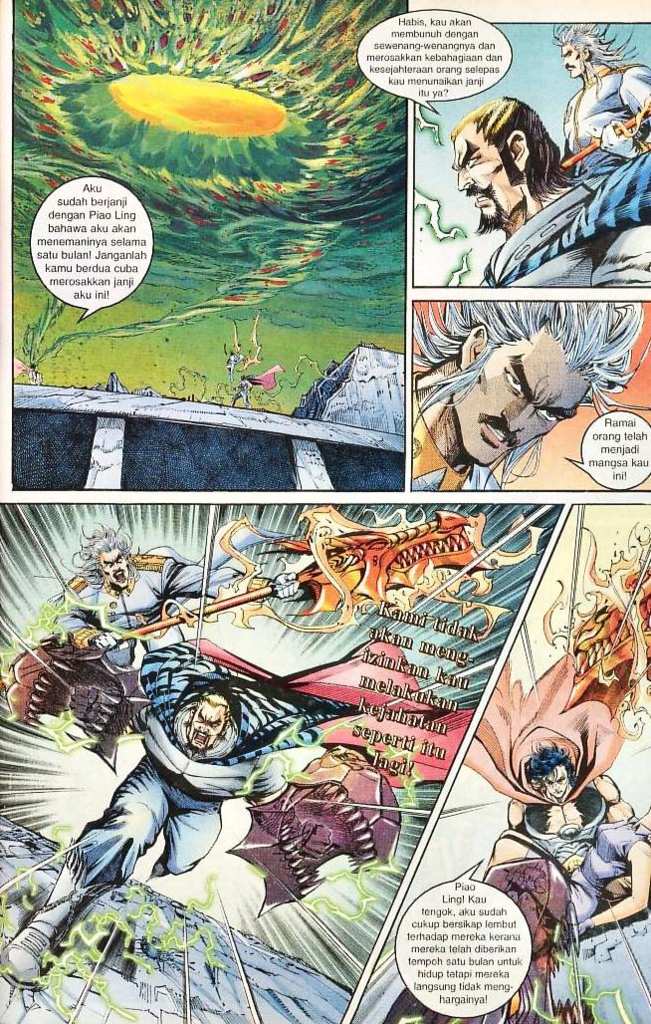 Aku
sudah berjanji
dengan Piao Ling
bahawa aku akan
menemaninya selama
satu bulan! Janganlah
kamu berdua cuba
merosakkan janji
aku ini!
Habis, kau akan
membunuh dengan
sewenang-wenangnya dan
merosakkan kebahagiaan dan
kesejahteraan orang selepas
kau menunaikan janji
itu ya?
Ramai
orang telah
menjadi
mangsa kau
ini!
Kami tidak
akan meng-
izinkan kau
melakukan
kejahatan
seperti itu
lagi!
Piao
Ling! Kau
tengok, aku sudah
cukup bersikap lembut
terhadap mereka kerana
mereka telah diberikan
tempoh satu bulan untuk
hidup tetapi mereka
langsung tidak meng-
hargainya!